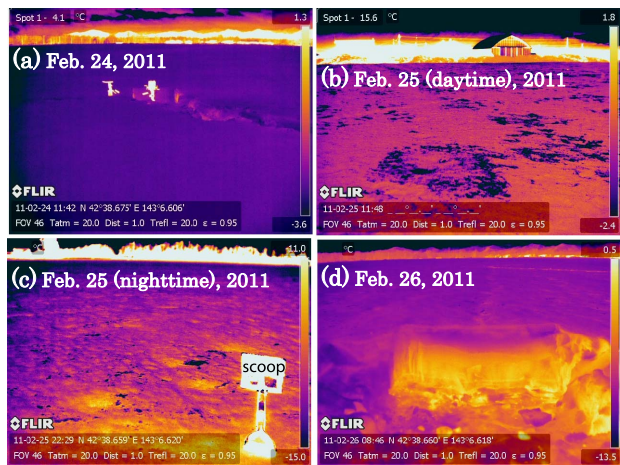 Spot 1 - 4.1 °C 1.3
(a) Feb. 24, 2011
FLIR
11-02-24 11:42 N 42°38.675' E 143°6.606'
FOV 46 Tatm = 20.0 Dist = 1.0 Trefl = 20.0 ε = 0.95 -3.6
Spot 1 - 15.6 °C 1.8
(b) Feb. 25 (daytime), 2011
FLIR
11-02-25 11:48
FOV 46 Tatm = 20.0 Dist = 1.0 Trefl = 20.0 ε = 0.95 -2.4
°C -11.0
(c) Feb. 25 (nighttime), 2011
scoop
FLIR
11-02-25 22:29 N 42°38.659' E 143°6.620'
FOV 46 Tatm = 20.0 Dist = 1.0 Trefl = 20.0 ε = 0.95 -15.0
°C 0.5
(d) Feb. 26, 2011
FLIR
11-02-26 08:46 N 42°38.660' E 143°6.618'
FOV 46 Tatm = 20.0 Dist = 1.0 Trefl = 20.0 ε = 0.95 -13.5